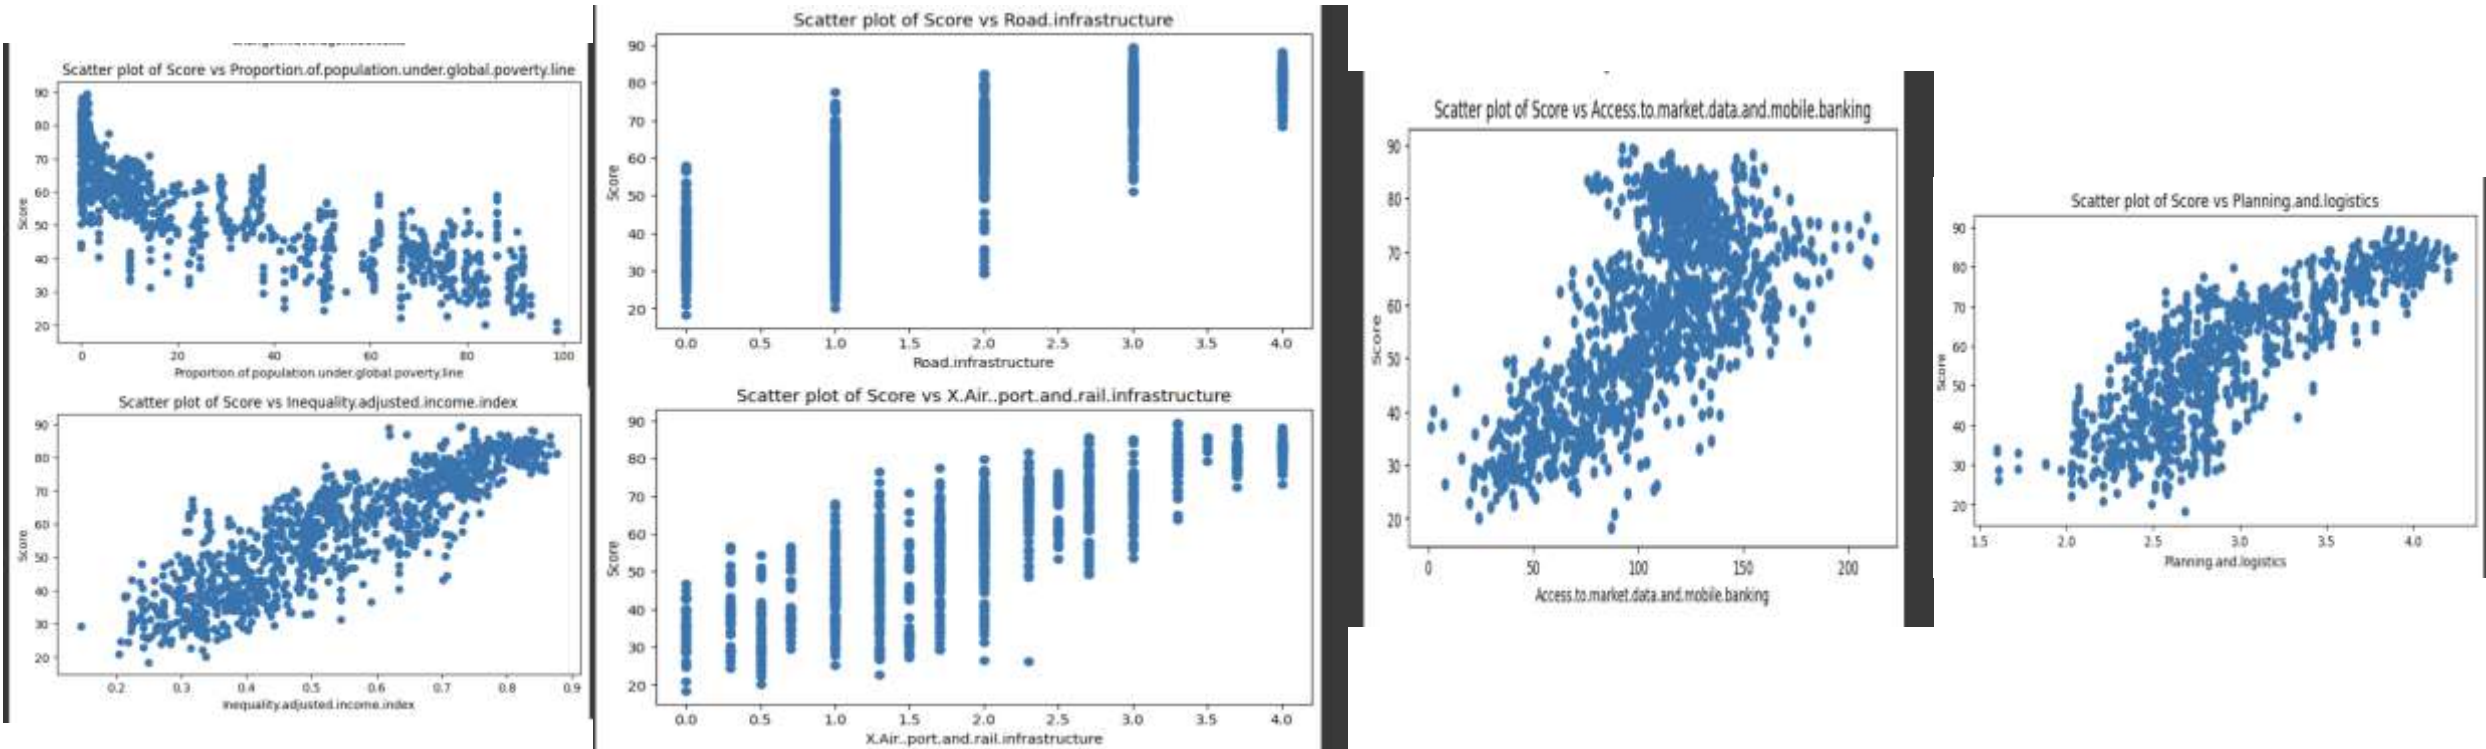 Scatter plot of Score vs Proportion.of.population.under.global.poverty.line
90
80
70
60
50
40
30
20
Score
0 20 40 60 80 100
Proportion.of.population.under.global.poverty.line
Scatter plot of Score vs Inequality.adjusted.income.index
90
80
70
60
50
40
30
20
Score
0.2 0.3 0.4 0.5 0.6 0.7 0.8 0.9
Inequality.adjusted.income.index
Scatter plot of Score vs Road.infrastructure
90
80
70
60
50
40
30
20
Score
0.0 0.5 1.0 1.5 2.0 2.5 3.0 3.5 4.0
Road.infrastructure
Scatter plot of Score vs X.Air..port.and.rail.infrastructure
90
80
70
60
50
40
30
20
Score
0.0 0.5 1.0 1.5 2.0 2.5 3.0 3.5 4.0
X.Air..port.and.rail.infrastructure
Scatter plot of Score vs Access.to.market.data.and.mobile.banking
90
80
70
60
50
40
30
20
Score
0 50 100 150 200
Access.to.market.data.and.mobile.banking
Scatter plot of Score vs Planning.and.logistics
90
80
70
60
50
40
30
20
Score
1.5 2.0 2.5 3.0 3.5 4.0
Planning.and.logistics